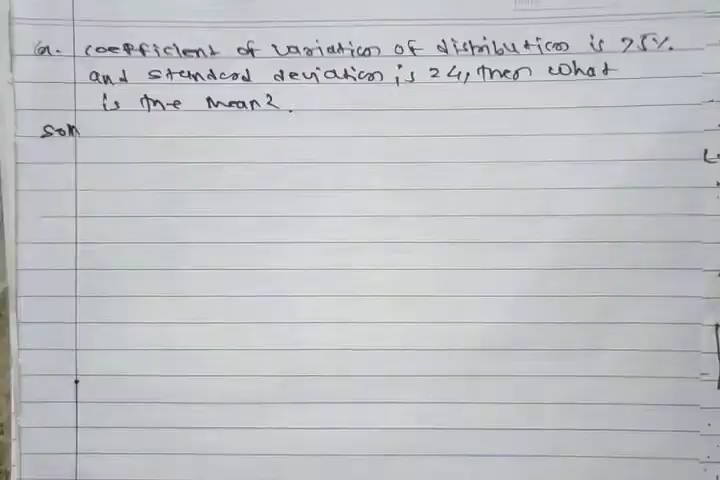 Q. coefficient of variation of distribution is 75%.
and standard deviation is 24, then what
is the mean?
Soln